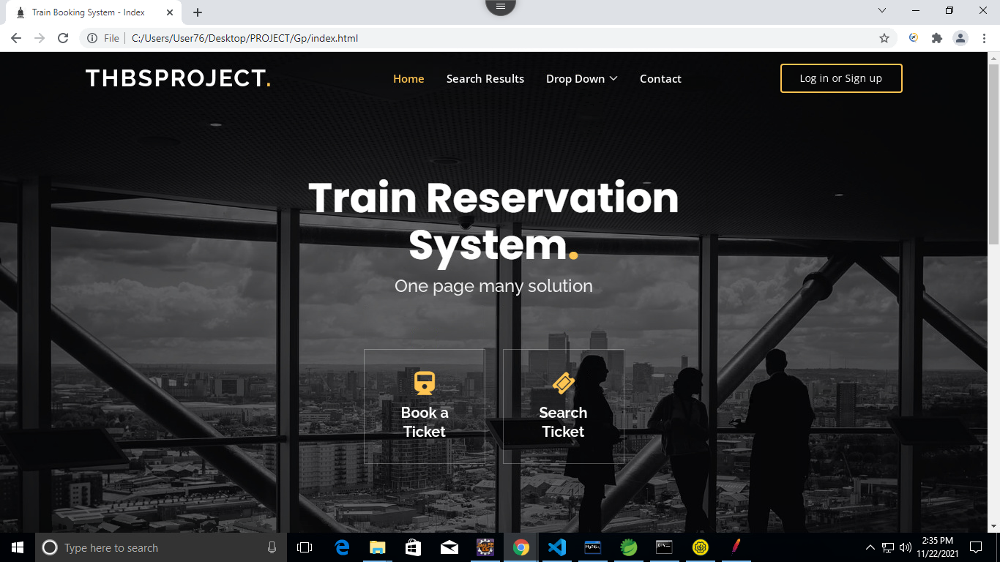 Train Booking System - Index
File
C:/Users/User76/Desktop/PROJECT/Gp/index.html
THBSPROJECT.
Home
Search Results
Drop Down
Contact
Log in or Sign up
Train Reservation
System.
One page many solution
Book a
Ticket
Search
Ticket
Type here to search
2:35 PM
11/22/2021